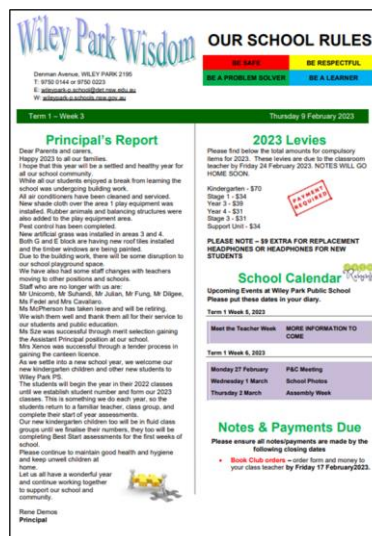 Wiley Park Wisdom
Denman Avenue, WILEY PARK 2195
T: 9750 0144 or 9750 0223
E: wileypark-p.school@det.nsw.edu.au
W: wileypark-p.schools.nsw.gov.au
OUR SCHOOL RULES
BE SAFE
BE RESPECTFUL
BE A PROBLEM SOLVER
BE A LEARNER
Term 1 – Week 3
Thursday 9 February 2023
Principal's Report
Dear Parents and carers,
Happy 2023 to all our families.
I hope that this year will be a settled and healthy year for
all our school community.
While all our students enjoyed a break from learning the
school was undergoing building work.
All air conditioners have been cleaned and serviced.
New shade cloth over the area 1 play equipment was
installed. Rubber animals and balancing structures were
also added to the play equipment area.
Pest control has been completed.
New artificial grass was installed in areas 3 and 4.
Both G and E block are having new roof tiles installed
and the timber windows are being painted.
Due to the building work, there will be some disruption to
our school playground space.
We have also had some staff changes with teachers
moving to other positions and schools.
Staff who are no longer with us are:
Mr Unicomb, Mr Suhandi, Mr Julian, Mr Fung, Mr Dilgee,
Ms Feder and Mrs Cavallaro.
Ms McPherson has taken leave and will be retiring.
We wish them well and thank them all for their service to
our students and public education.
Ms Sze was successful through merit selection gaining
the Assistant Principal position at our school.
Mrs Xenos was successful through a tender process in
gaining the canteen licence.
As we settle into a new school year, we welcome our
new kindergarten children and other new students to
Wiley Park PS.
The students will begin the year in their 2022 classes
until we establish student number and form our 2023
classes. This is something we do each year, so the
students return to a familiar teacher, class group, and
complete their start of year assessments.
Our new kindergarten children too will be in fluid class
groups until we finalise their numbers, they too will be
completing Best Start assessments for the first weeks of
school.
Please continue to maintain good health and hygiene
and keep unwell children at
home.
Let us all have a wonderful year
and continue working together
to support our school and
community.
Rene Demos
Principal
2023 Levies
Please find below the total amounts for compulsory
items for 2023. These levies are due to the classroom
teacher by Friday 24 February 2023. NOTES WILL GO
HOME SOON.
Kindergarten - $70
Stage 1 - $34
Year 3 - $38
Year 4 - $31
Stage 3 - $31
Support Unit - $34
PAYMENT
REQUIRED
PLEASE NOTE – $9 EXTRA FOR REPLACEMENT
HEADPHONES OR HEADPHONES FOR NEW
STUDENTS
School Calendar
Upcoming Events at Wiley Park Public School
Please put these dates in your diary.
Term 1 Week 5, 2023
Meet the Teacher Week
MORE INFORMATION TO
COME
Term 1 Week 6, 2023
Monday 27 February
P&C Meeting
Wednesday 1 March
School Photos
Thursday 2 March
Assembly Week
Notes & Payments Due
Please ensure all notes/payments are made by the
following closing dates
• Book Club orders – order form and money to
your class teacher by Friday 17 February2023.